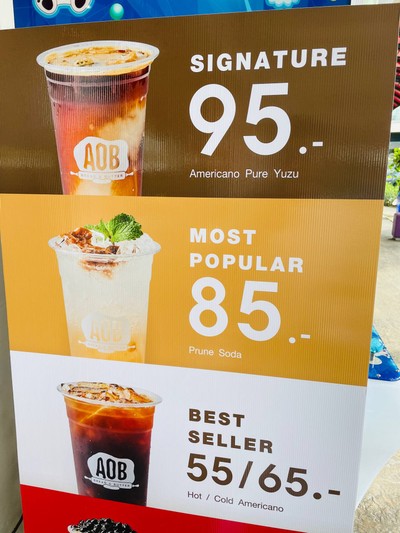 AOB
SIGNATURE
95.-
Americano Pure Yuzu
AOB
MOST
POPULAR
85.-
Prune Soda
AOB
BEST
SELLER
55/65.-
Hot / Cold Americano